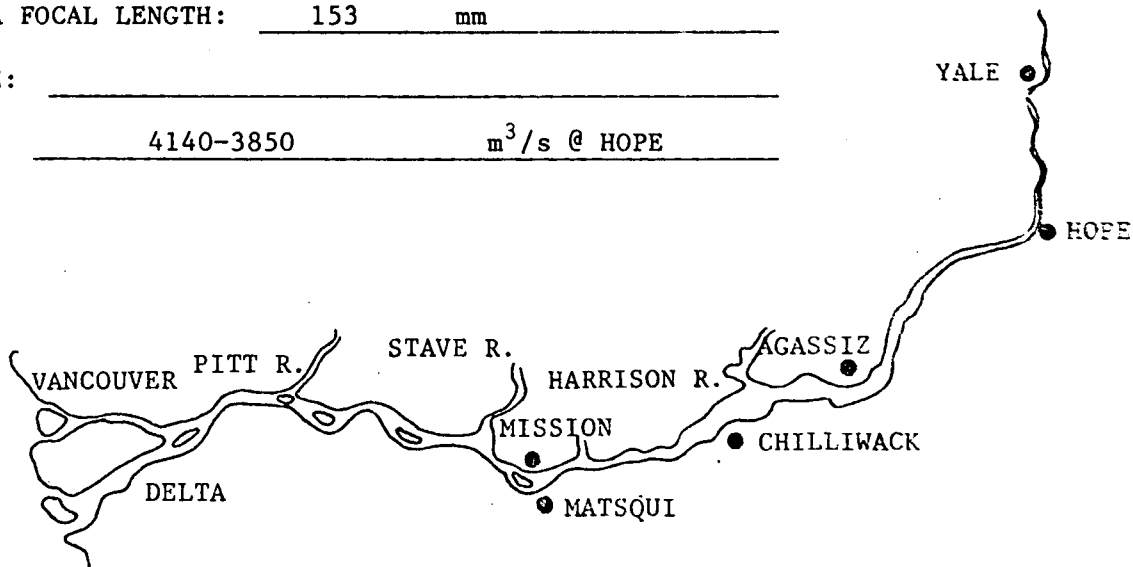 FOCAL LENGTH: 153 mm
:
4140-3850 m³/s @ HOPE
YALE
HOPE
AGASSIZ
STAVE R.
PITT R.
HARRISON R.
VANCOUVER
MISSION
CHILLIWACK
DELTA
MATSQUI